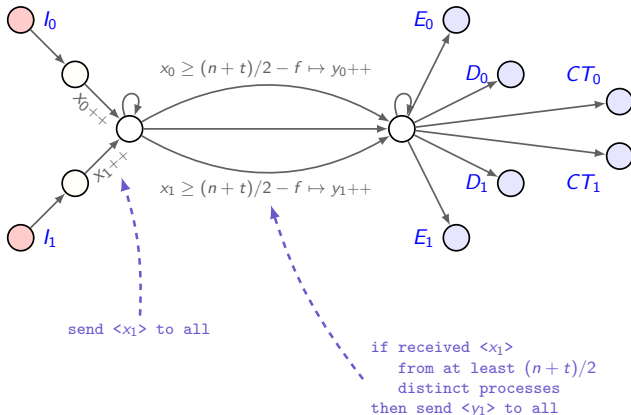 I₀
E₀
x₀ ≥ (n + t)/2 − f ↦ y₀++
D₀
CT₀
x₀++
x₁++
x₁ ≥ (n + t)/2 − f ↦ y₁++
D₁
CT₁
I₁
E₁
send <x₁> to all
if received <x₁>
from at least (n + t)/2
distinct processes
then send <y₁> to all